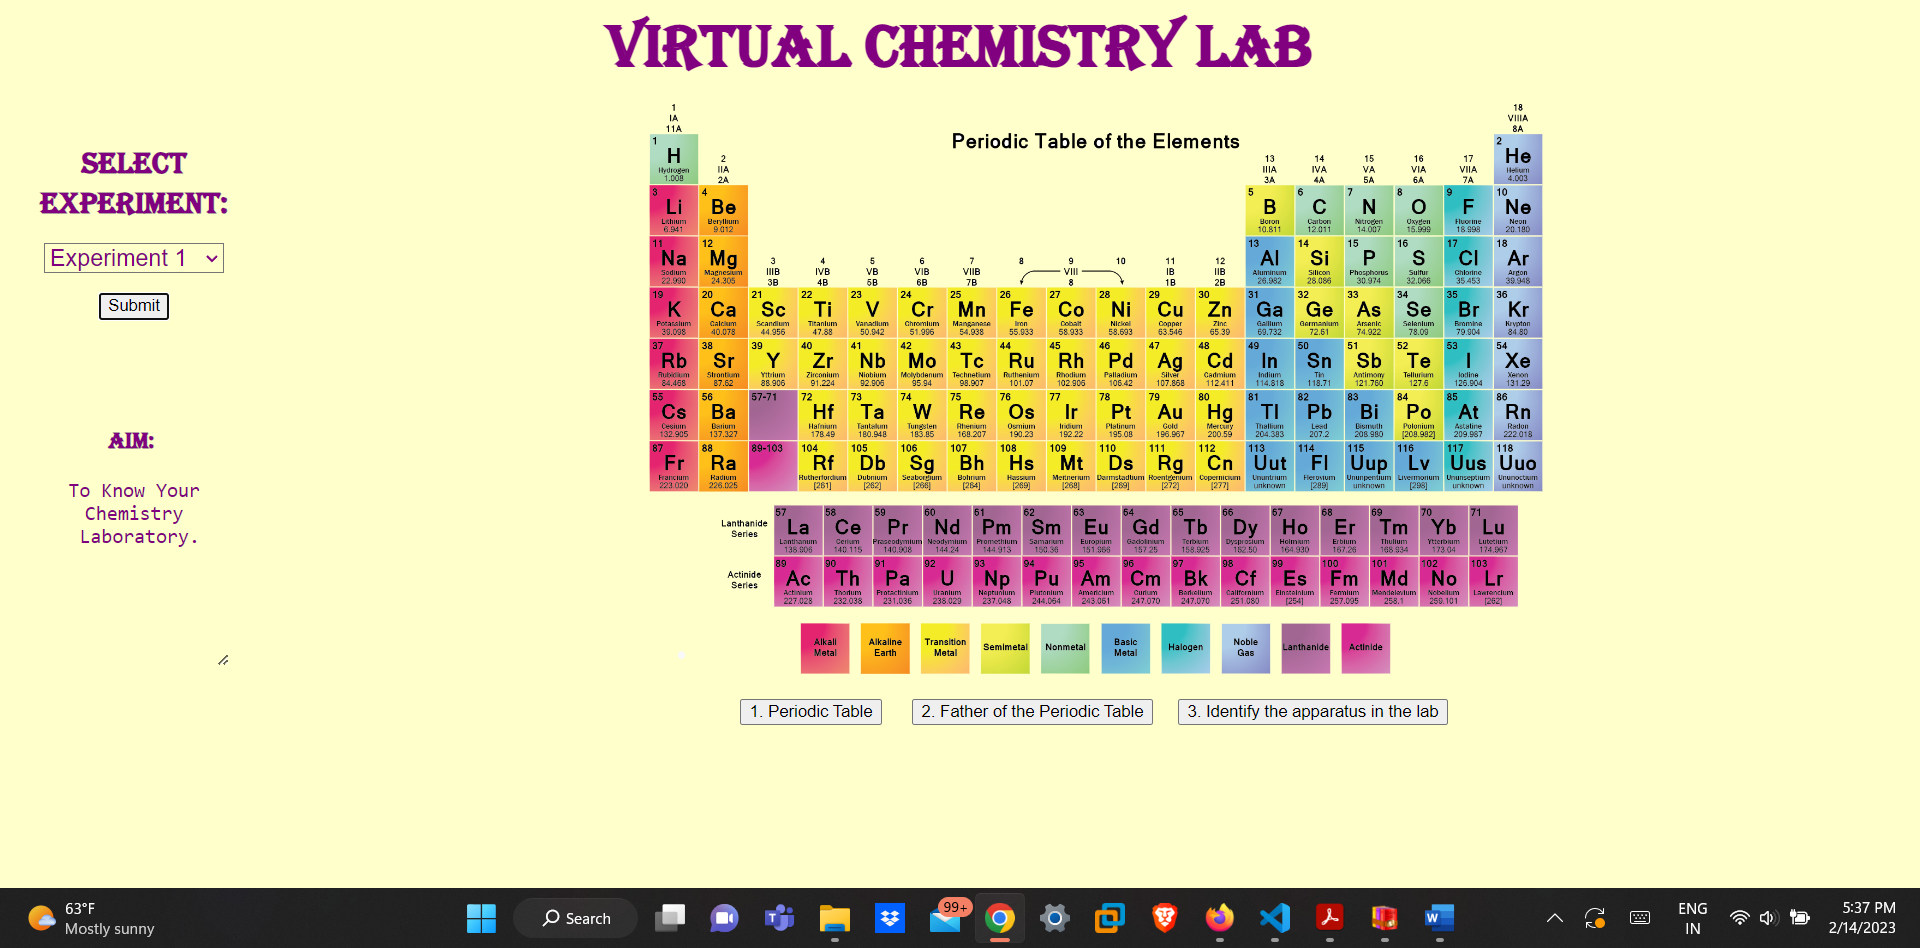 VIRTUAL CHEMISTRY LAB
SELECT
EXPERIMENT:
Experiment 1
Submit
AIM:
To Know Your
Chemistry
Laboratory.
Periodic Table of the Elements
1 IA 11A
2 IIA 2A
3 IIIB 3B
4 IVB 4B
5 VB 5B
6 VIB 6B
7 VIIB 7B
8 9 10
VIII
8
11 IB 1B
12 IIB 2B
13 IIIA 3A
14 IVA 4A
15 VA 5A
16 VIA 6A
17 VIIA 7A
18 VIIIA 8A
1 H Hydrogen 1.008
2 He Helium 4.003
3 Li Lithium 6.941
4 Be Beryllium 9.012
5 B Boron 10.811
6 C Carbon 12.011
7 N Nitrogen 14.007
8 O Oxygen 15.999
9 F Fluorine 18.998
10 Ne Neon 20.180
11 Na Sodium 22.990
12 Mg Magnesium 24.305
13 Al Aluminum 26.982
14 Si Silicon 28.086
15 P Phosphorus 30.974
16 S Sulfur 32.066
17 Cl Chlorine 35.453
18 Ar Argon 39.948
19 K Potassium 39.098
20 Ca Calcium 40.078
21 Sc Scandium 44.956
22 Ti Titanium 47.88
23 V Vanadium 50.942
24 Cr Chromium 51.996
25 Mn Manganese 54.938
26 Fe Iron 55.933
27 Co Cobalt 58.933
28 Ni Nickel 58.693
29 Cu Copper 63.546
30 Zn Zinc 65.39
31 Ga Gallium 69.732
32 Ge Germanium 72.61
33 As Arsenic 74.922
34 Se Selenium 78.09
35 Br Bromine 79.904
36 Kr Krypton 84.80
37 Rb Rubidium 84.468
38 Sr Strontium 87.62
39 Y Yttrium 88.906
40 Zr Zirconium 91.224
41 Nb Niobium 92.906
42 Mo Molybdenum 95.94
43 Tc Technetium 98.907
44 Ru Ruthenium 101.07
45 Rh Rhodium 102.906
46 Pd Palladium 106.42
47 Ag Silver 107.868
48 Cd Cadmium 112.411
49 In Indium 114.818
50 Sn Tin 118.71
51 Sb Antimony 121.760
52 Te Tellurium 127.6
53 I Iodine 126.904
54 Xe Xenon 131.29
55 Cs Cesium 132.905
56 Ba Barium 137.327
57-71
72 Hf Hafnium 178.49
73 Ta Tantalum 180.948
74 W Tungsten 183.85
75 Re Rhenium
76 Os Osmium 190.23
77 Ir Iridium 192.22
78 Pt Platinum 195.08
79 Au Gold 196.967
80 Hg Mercury 200.59
81 Tl Thallium 204.383
82 Pb Lead 207.2
83 Bi Bismuth 208.980
84 Po Polonium [208.982]
85 At Astatine 209.987
86 Rn Radon 222.018
87 Fr Francium 223.020
88 Ra Radium 226.025
89-103
104 Rf Rutherfordium [261]
105 Db Dubnium [262]
106 Sg Seaborgium [266]
107 Bh Bohrium [264]
108 Hs Hassium [269]
109 Mt Meitnerium [268]
110 Ds Darmstadtium [269]
111 Rg Roentgenium [272]
112 Cn Copernicium [277]
113 Uut Ununtrium unknown
114 Fl Flerovium [289]
115 Uup Ununpentium unknown
116 Lv Livermorium [298]
117 Uus Ununseptium unknown
118 Uuo Ununoctium unknown
Lanthanide
Series
57 La Lanthanum 138.906
58 Ce Cerium 140.115
59 Pr Praseodymium 140.908
60 Nd Neodymium 144.24
61 Pm Promethium 144.913
62 Sm Samarium 150.36
63 Eu Europium 151.966
64 Gd Gadolinium 157.25
65 Tb Terbium 158.925
66 Dy Dysprosium 162.50
67 Ho Holmium 164.930
68 Er Erbium 167.26
69 Tm Thulium 168.934
70 Yb Ytterbium 173.04
71 Lu Lutetium 174.967
Actinide
Series
89 Ac Actinium 227.028
90 Th Thorium 232.038
91 Pa Protactinium 231.036
92 U Uranium 238.029
93 Np Neptunium 237.048
94 Pu Plutonium 244.064
95 Am Americium 243.061
96 Cm Curium 247.070
97 Bk Berkelium 247.070
98 Cf Californium 251.080
99 Es Einsteinium [254]
100 Fm Fermium 257.095
101 Md Mendelevium 258.1
102 No Nobelium 259.101
103 Lr Lawrencium [262]
Alkali Metal
Alkaline Earth
Transition Metal
Semimetal
Nonmetal
Basic Metal
Halogen
Noble Gas
Lanthanide
Actinide
1. Periodic Table
2. Father of the Periodic Table
3. Identify the apparatus in the lab
63°F
Mostly sunny
Search
99+
ENG
IN
5:37 PM
2/14/2023